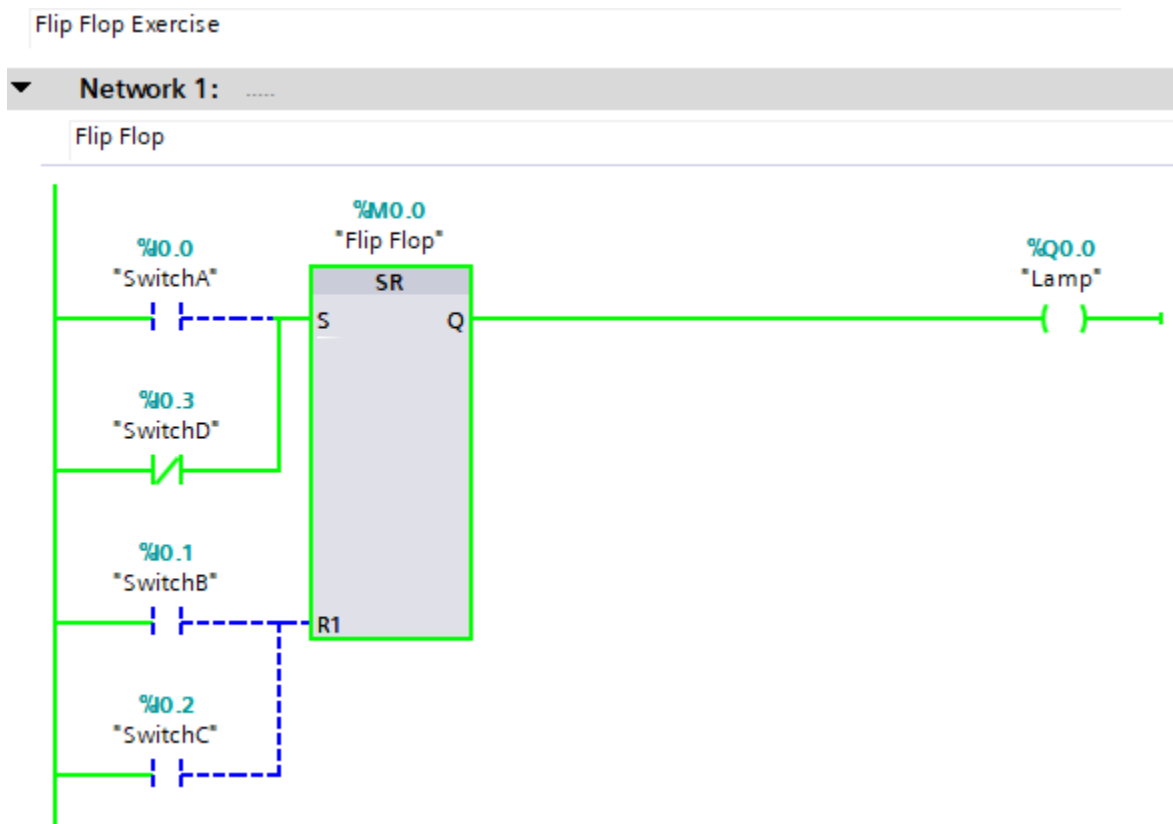 Flip Flop Exercise
Network 1: .....
Flip Flop
%M0.0
"Flip Flop"
%I0.0
"SwitchA"
%Q0.0
"Lamp"
SR
S Q
%I0.3
"SwitchD"
%I0.1
"SwitchB"
R1
%I0.2
"SwitchC"